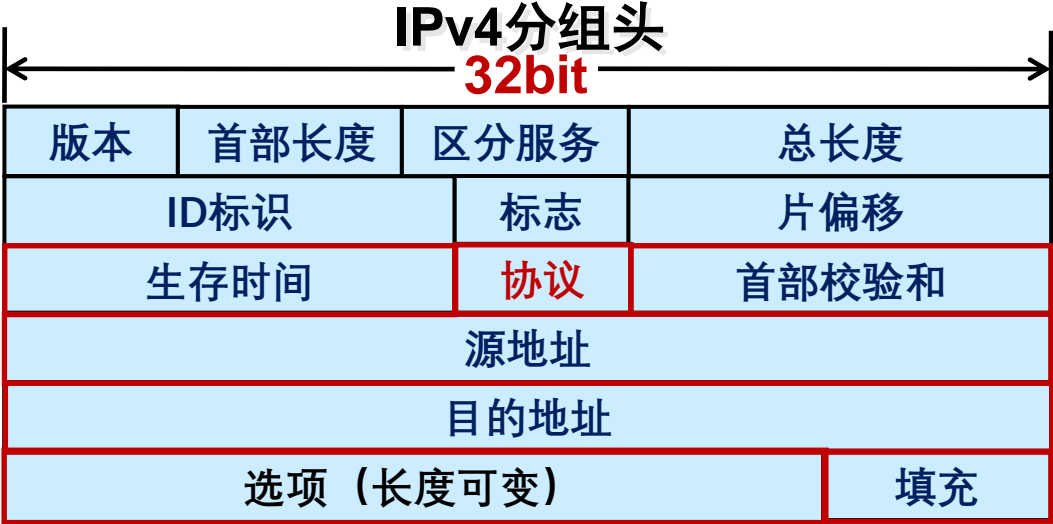 IPv4分组头
32bit
版本 首部长度 区分服务 总长度
ID标识 标志 片偏移
生存时间 协议 首部校验和
源地址
目的地址
选项（长度可变） 填充